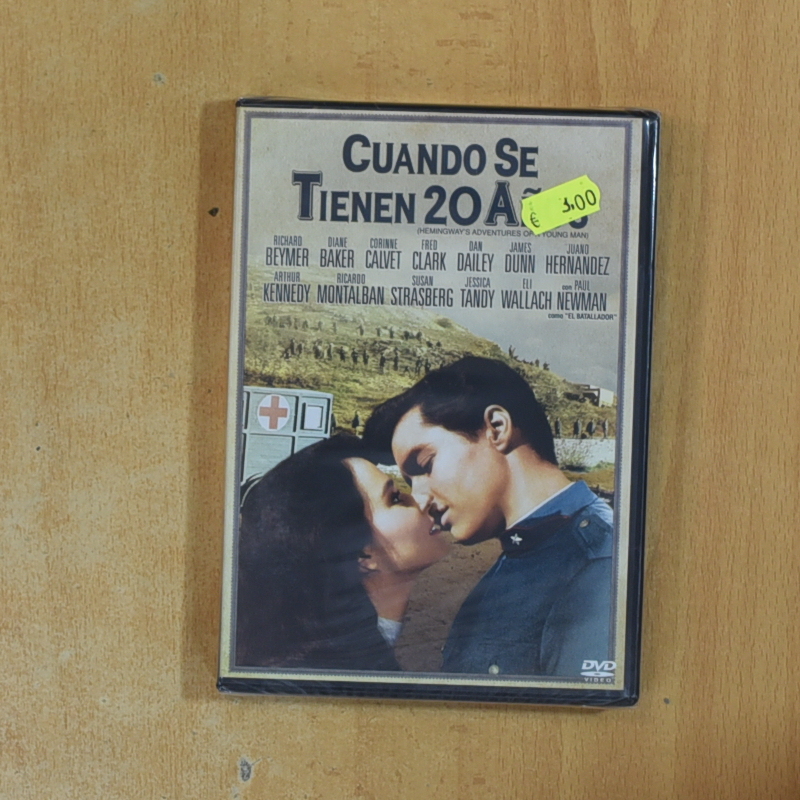 CUANDO SE
TIENEN 20 AÑOS
€ 3.00
(HEMINGWAY'S ADVENTURES OF A YOUNG MAN)
RICHARD BEYMER DIANE BAKER CORINNE CALVET FRED CLARK DAN DAILEY JAMES DUNN JUANO HERNANDEZ
ARTHUR KENNEDY RICARDO MONTALBAN SUSAN STRASBERG JESSICA TANDY ELI WALLACH con PAUL NEWMAN
como "EL BATALLADOR"
DVD
VIDEO